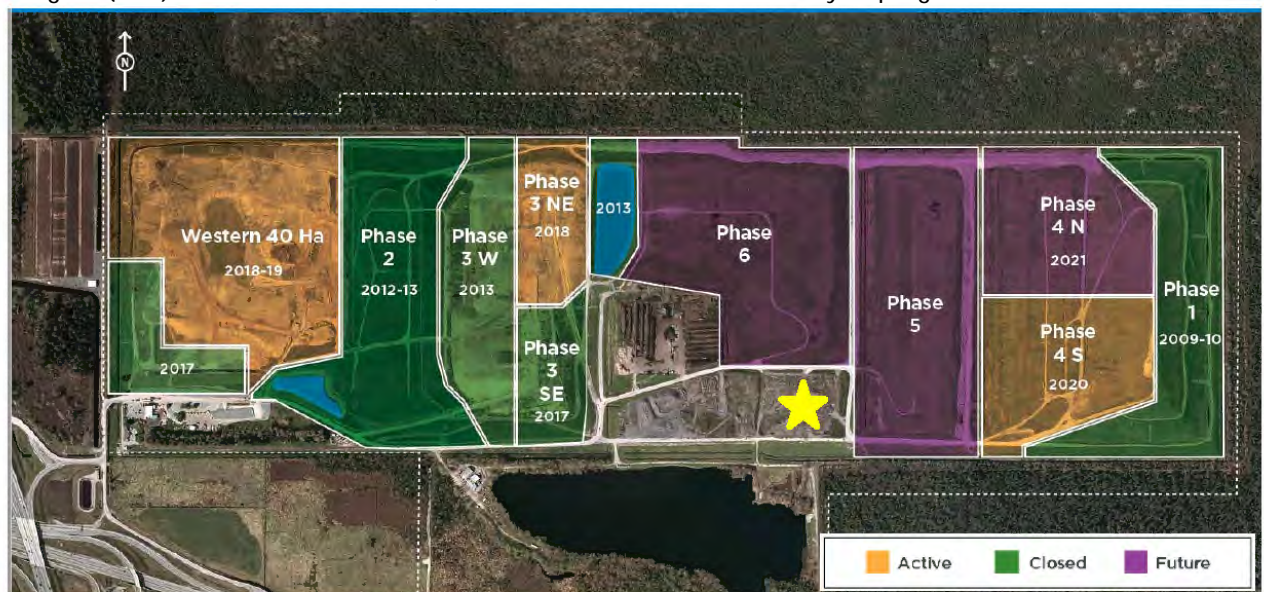 N
Western 40 Ha
2018-19
2017
Phase
2
2012-13
Phase
3 W
2013
Phase
3 NE
2018
Phase
3
SE
2017
2013
Phase
6
Phase
5
Phase
4 N
2021
Phase
4 S
2020
Phase
1
2009-10
Active
Closed
Future